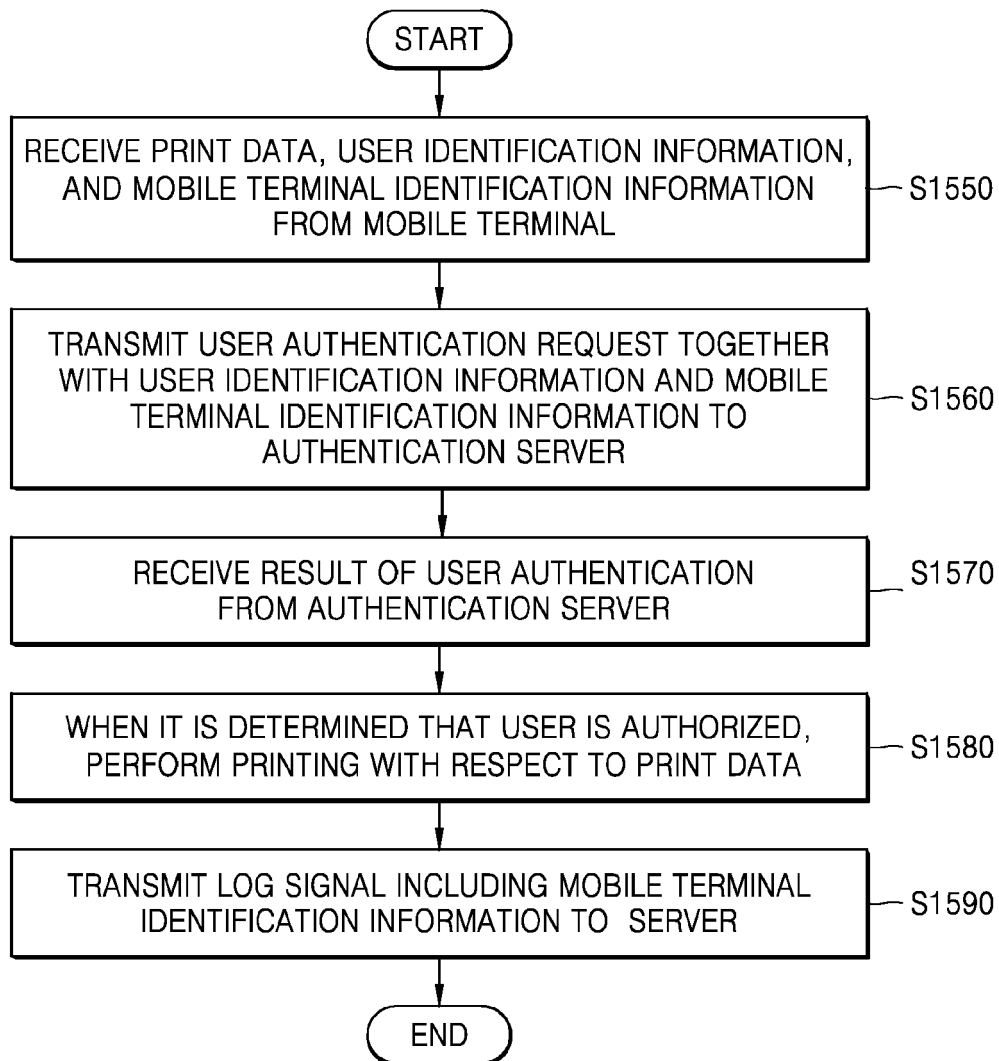 START
RECEIVE PRINT DATA, USER IDENTIFICATION INFORMATION,
AND MOBILE TERMINAL IDENTIFICATION INFORMATION
FROM MOBILE TERMINAL
S1550
TRANSMIT USER AUTHENTICATION REQUEST TOGETHER
WITH USER IDENTIFICATION INFORMATION AND MOBILE
TERMINAL IDENTIFICATION INFORMATION TO
AUTHENTICATION SERVER
S1560
RECEIVE RESULT OF USER AUTHENTICATION
FROM AUTHENTICATION SERVER
S1570
WHEN IT IS DETERMINED THAT USER IS AUTHORIZED,
PERFORM PRINTING WITH RESPECT TO PRINT DATA
S1580
TRANSMIT LOG SIGNAL INCLUDING MOBILE TERMINAL
IDENTIFICATION INFORMATION TO SERVER
S1590
END